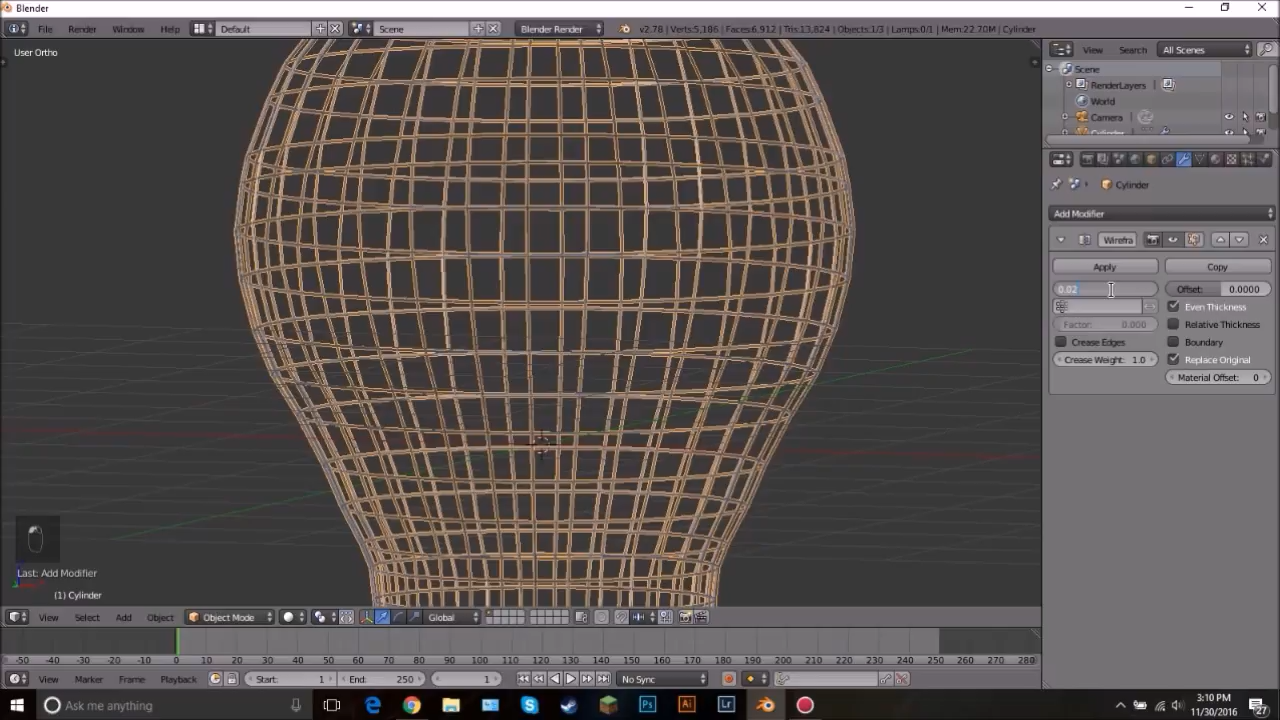 Blender
File Render Window Help Default Scene Blender Render v2.78 | Verts:5,186 | Faces:6,912 | Tris:13,824 | Objects:1/3 | Lamps:0/1 | Mem:22.70M | Cylinder
View Search All Scenes
User Ortho
Scene
RenderLayers
World
Camera
Cylinder
Cylinder
Add Modifier
Wirefra
Apply Copy
0.02 Offset: 0.0000
Even Thickness
Factor: 0.000 Relative Thickness
Crease Edges Boundary
Crease Weight: 1.0 Replace Original
Material Offset: 0
Last: Add Modifier
(1) Cylinder
View Select Add Object Object Mode Global
-50 -40 -30 -20 -10 0 10 20 30 40 50 60 70 80 90 100 110 120 130 140 150 160 170 180 190 200 210 220 230 240 250 260 270 280
View Marker Frame Playback Start: 1 End: 250 1 No Sync
Ask me anything Ps Ai Lr 3:10 PM
11/30/2016 27